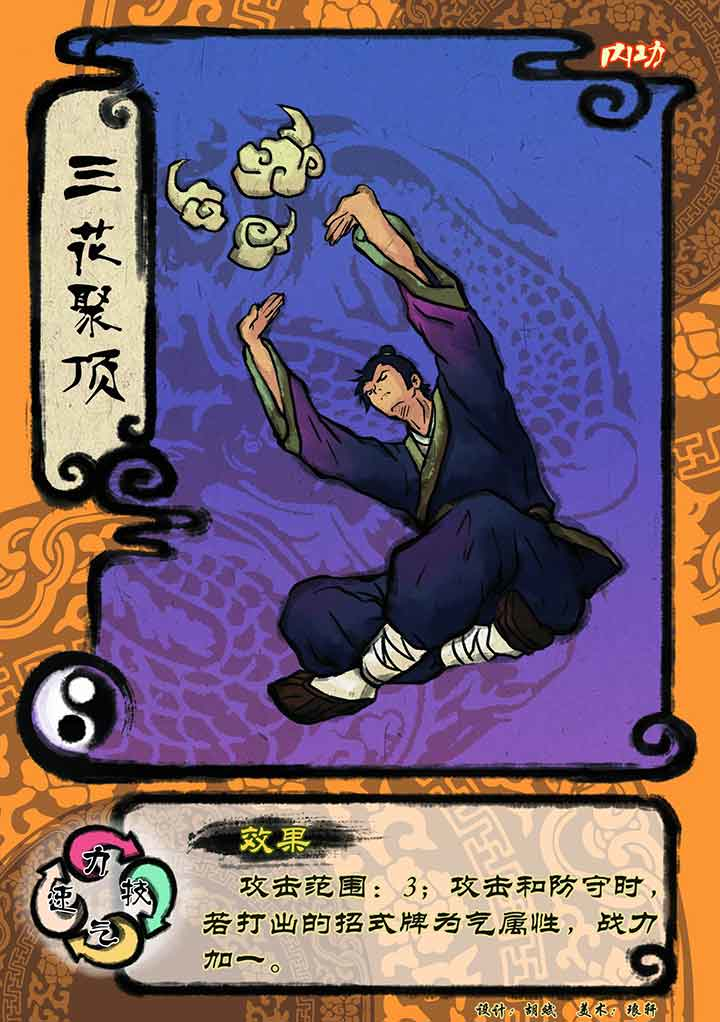 内功
三花聚顶
效果
攻击范围：3；攻击和防守时，
若打出的招式牌为气属性，战力
加一。
力
速 技
气
设计：胡斌 美术：琅轩